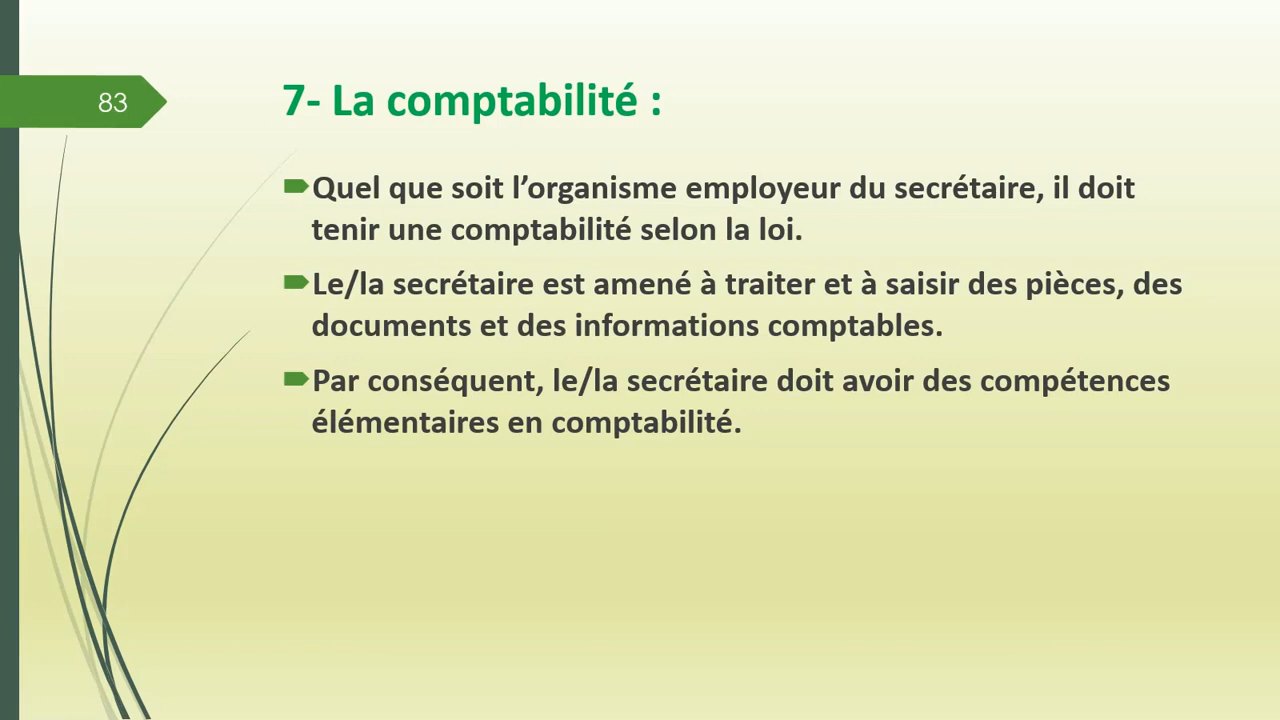 83
7- La comptabilité :
Quel que soit l’organisme employeur du secrétaire, il doit
tenir une comptabilité selon la loi.
Le/la secrétaire est amené à traiter et à saisir des pièces, des
documents et des informations comptables.
Par conséquent, le/la secrétaire doit avoir des compétences
élémentaires en comptabilité.